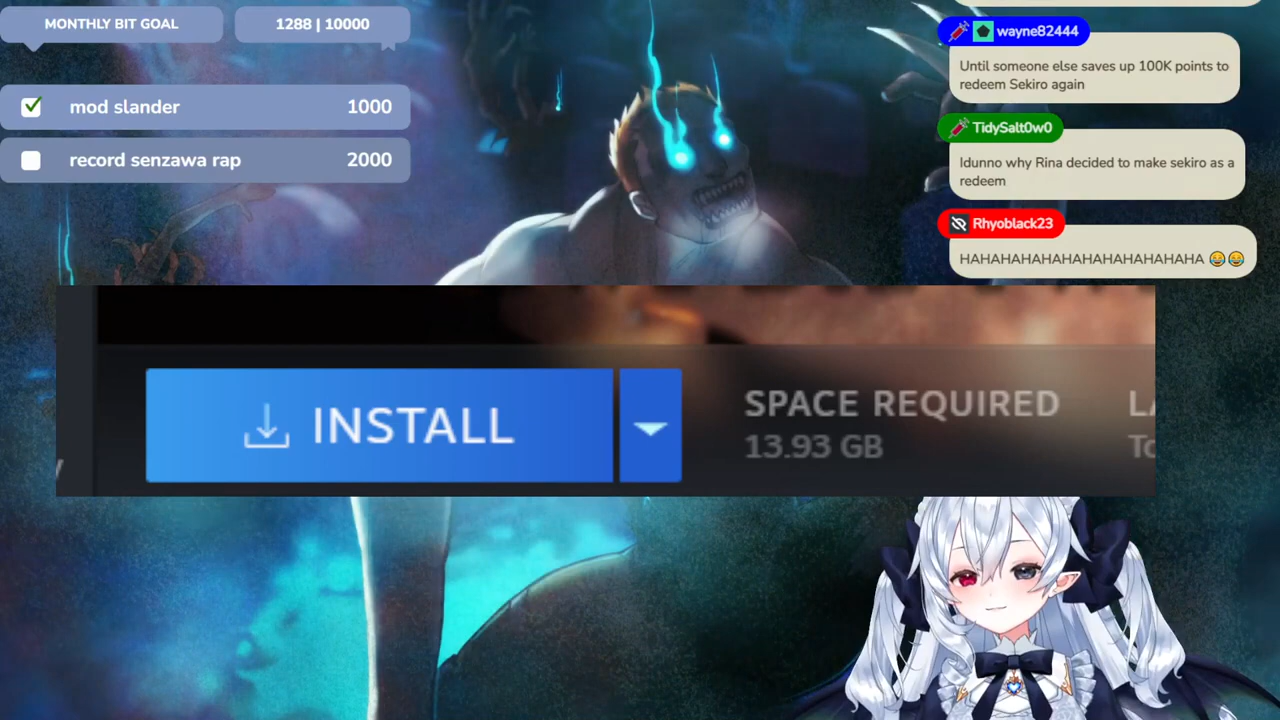 MONTHLY BIT GOAL
1288 | 10000
mod slander 1000
record senzawa rap 2000
wayne82444
Until someone else saves up 100K points to
redeem Sekiro again
TidySalt0w0
Idunno why Rina decided to make sekiro as a
redeem
Rhyoblack23
HAHAHAHAHAHAHAHAHAHAHA 😂😂
INSTALL
SPACE REQUIRED
13.93 GB